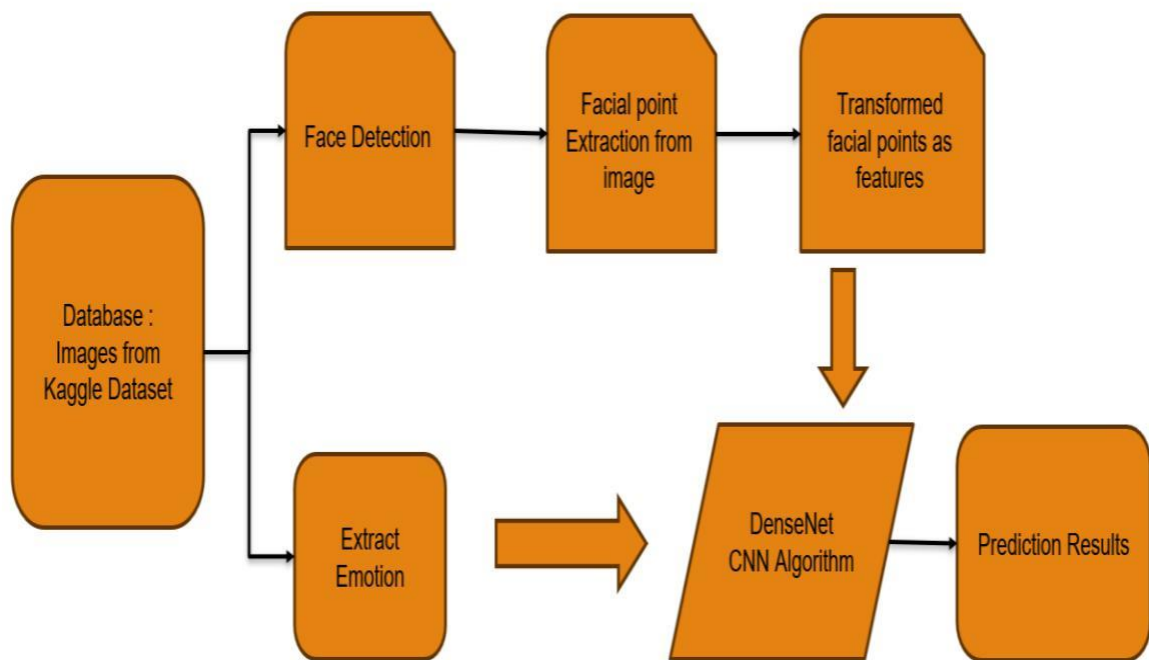 Face Detection
Facial point
Extraction from
image
Transformed
facial points as
features
Database :
Images from
Kaggle Dataset
Extract
Emotion
DenseNet
CNN Algorithm
Prediction Results